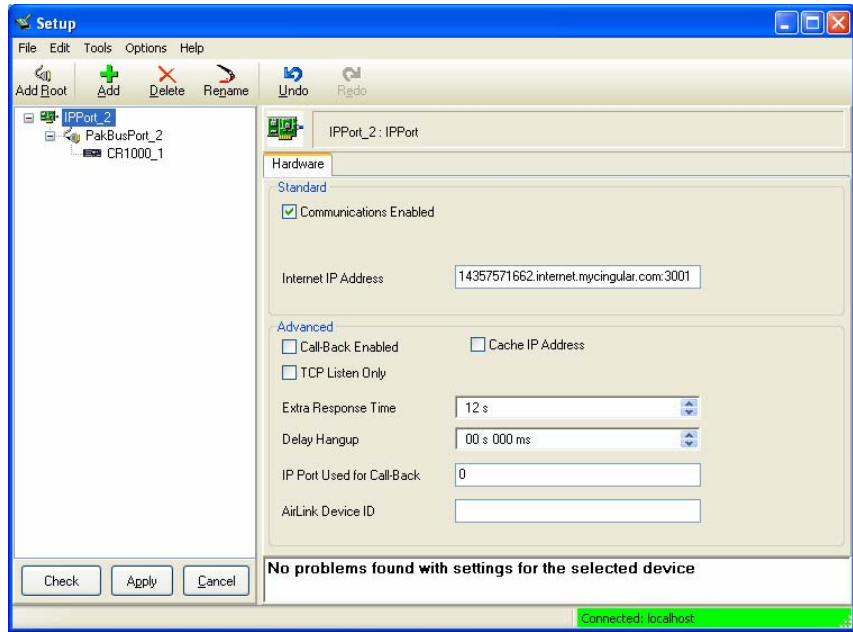 Setup
File Edit Tools Options Help
Add Root Add Delete Rename Undo Redo
IPPort_2
PakBusPort_2
CR1000_1
IPPort_2 : IPPort
Hardware
Standard
Communications Enabled
Internet IP Address 14357571662.internet.mycingular.com:3001
Advanced
Call-Back Enabled Cache IP Address
TCP Listen Only
Extra Response Time 12 s
Delay Hangup 00 s 000 ms
IP Port Used for Call-Back 0
AirLink Device ID
Check Apply Cancel
No problems found with settings for the selected device
Connected: localhost